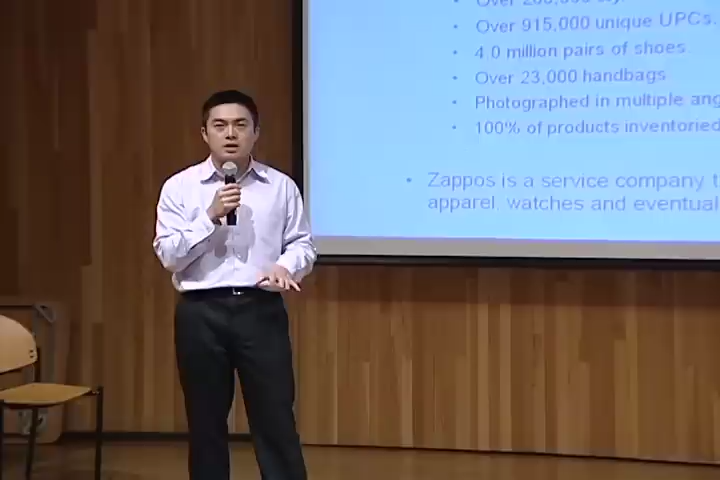 • Over
• Over 915,000 unique UPCs.
• 4.0 million pairs of shoes
• Over 23,000 handbags
• Photographed in multiple
• 100% of products inventoried
• Zappos is a service company
apparel, watches and